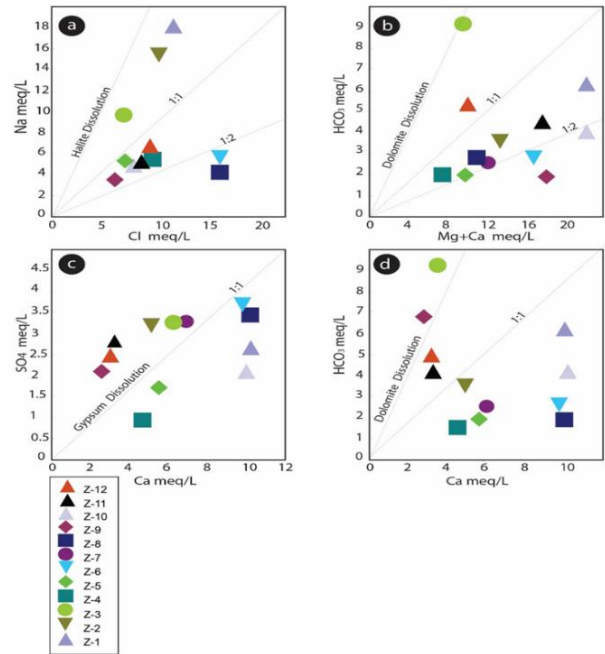 a
18
16
14
12
10
8
6
4
2
0
Na meq/L
Halite Dissolution
1:1
1:2
0
5
10
15
20
Cl meq/L
b
9
8
7
6
5
4
3
2
1
0
HCO₃ meq/L
Dolomite Dissolution
1:1
1:2
0
6
12
18
22
Mg+Ca meq/L
c
4.5
4
3.5
3
2.5
2
1.5
1
0.5
0
SO₄ meq/L
Gypsum Dissolution
1:1
0
2
4
6
8
10
12
Ca meq/L
d
9
8
7
6
5
4
3
2
1
0
HCO₃ meq/L
Dolomite Dissolution
1:1
0
2
4
6
8
10
Ca meq/L
Z-12
Z-11
Z-10
Z-9
Z-8
Z-7
Z-6
Z-5
Z-4
Z-3
Z-2
Z-1